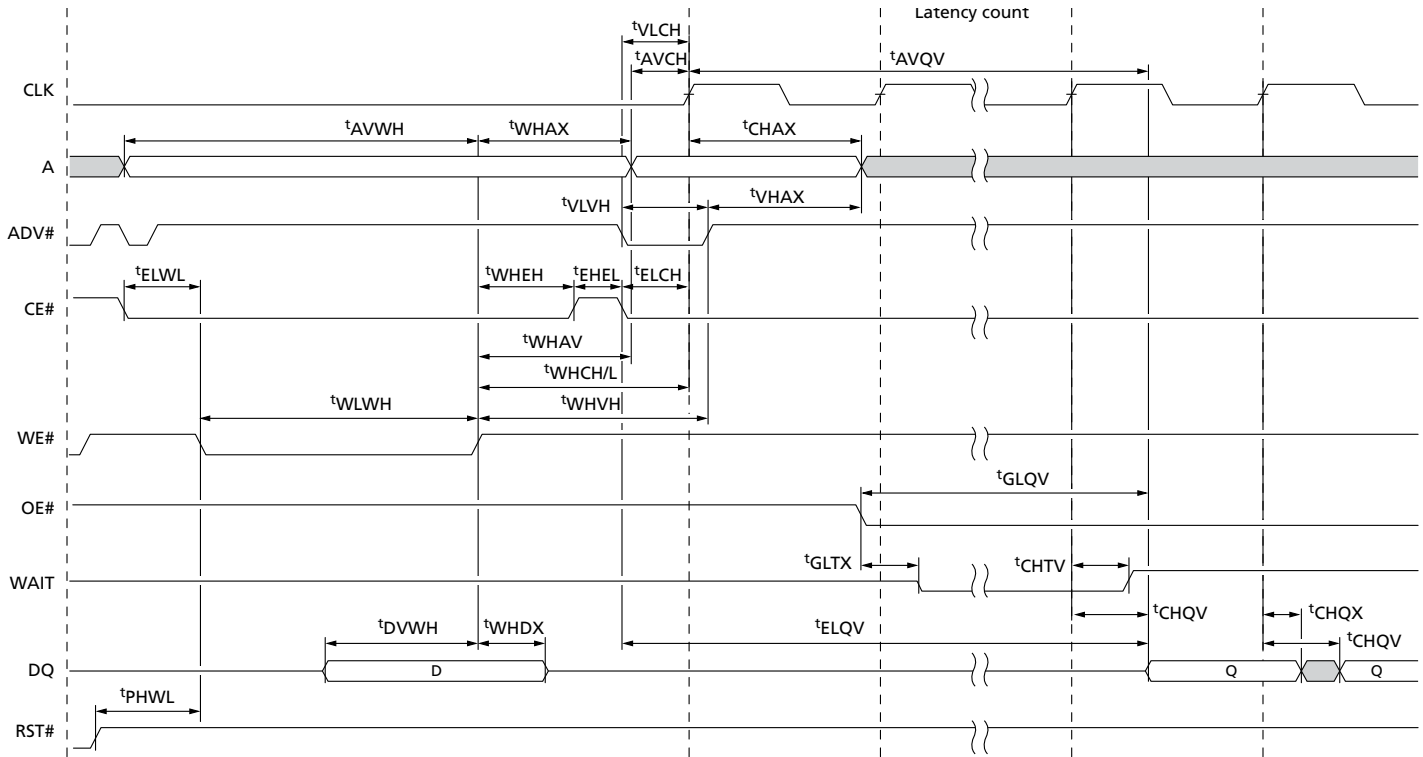 Latency count
tVLCH
tAVCH
tAVQV
CLK
tAVWH
tWHAX
tCHAX
A
tVLVH
tVHAX
ADV#
tELWL
tWHEH
tEHEL
tELCH
CE#
tWHAV
tWHCH/L
tWLWH
tWHVH
WE#
tGLQV
OE#
tGLTX
tCHTV
WAIT
tCHQV
tCHQX
tDVWH
tWHDX
tELQV
tCHQV
DQ
D
Q
Q
tPHWL
RST#